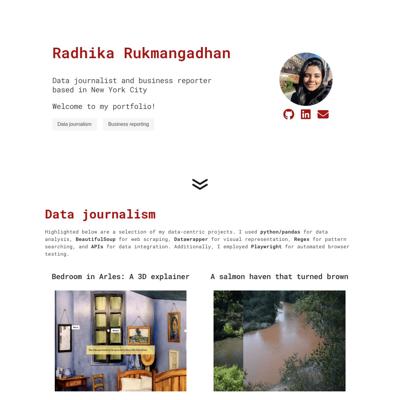 Radhika Rukmangadhan
Data journalist and business reporter
based in New York City
Welcome to my portfolio!
Data journalism
Business reporting
Data journalism
Highlighted below are a selection of my data-centric projects. I used python/pandas for data
analysis, BeautifulSoup for web scraping, Datawrapper for visual representation, Regex for pattern
searching, and APIs for data integration. Additionally, I employed Playwright for automated browser
testing.
Bedroom in Arles: A 3D explainer
A salmon haven that turned brown